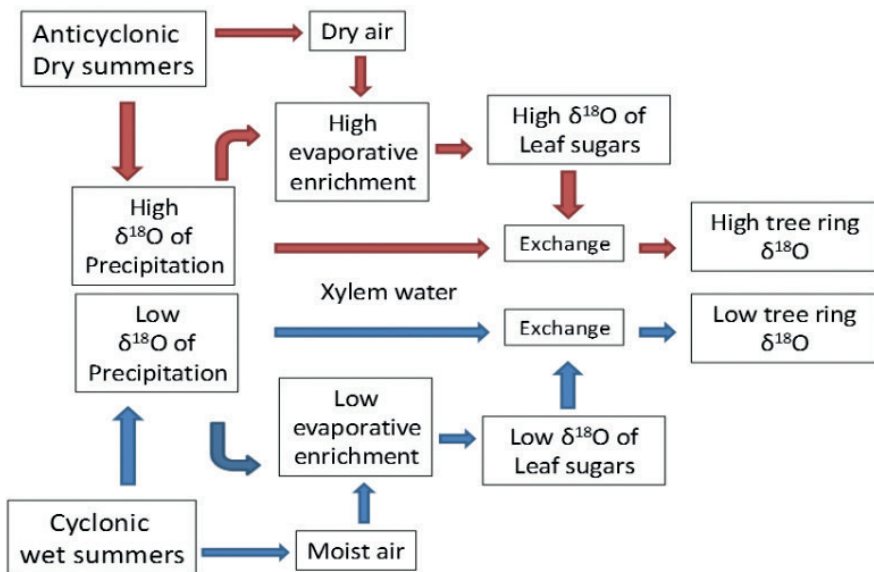 Anticyclonic
Dry summers
Dry air
High
evaporative
enrichment
High δ¹⁸O of
Leaf sugars
High
δ¹⁸O of
Precipitation
Exchange
High tree ring
δ¹⁸O
Xylem water
Low
δ¹⁸O of
Precipitation
Exchange
Low tree ring
δ¹⁸O
Low
evaporative
enrichment
Low δ¹⁸O of
Leaf sugars
Cyclonic
wet summers
Moist air